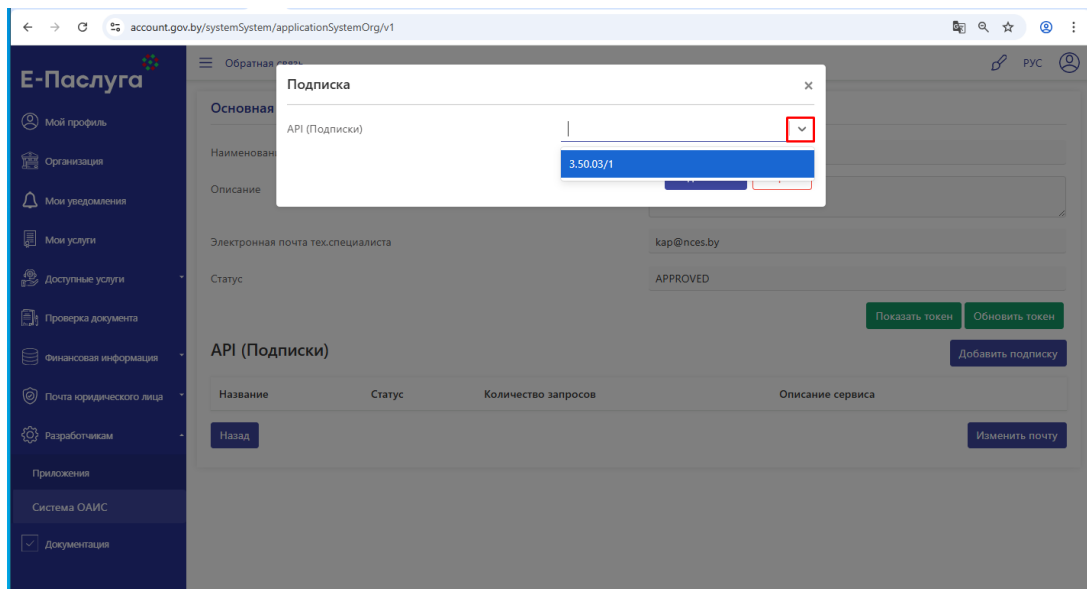 account.gov.by/systemSystem/applicationSystemOrg/v1
Е-Паслуга
Обратная
РУС
Мой профиль
Организация
Мои уведомления
Мои услуги
Доступные услуги
Проверка документа
Финансовая информация
Почта юридического лица
Разработчикам
Приложения
Система ОАИС
Документация
Подписка
×
API (Подписки)
3.50.03/1
Основная
Описание
Электронная почта тех.специалиста
kap@nces.by
Статус
APPROVED
Показать токен Обновить токен
API (Подписки)
Добавить подписку
Название Статус Количество запросов Описание сервиса
Назад
Изменить почту